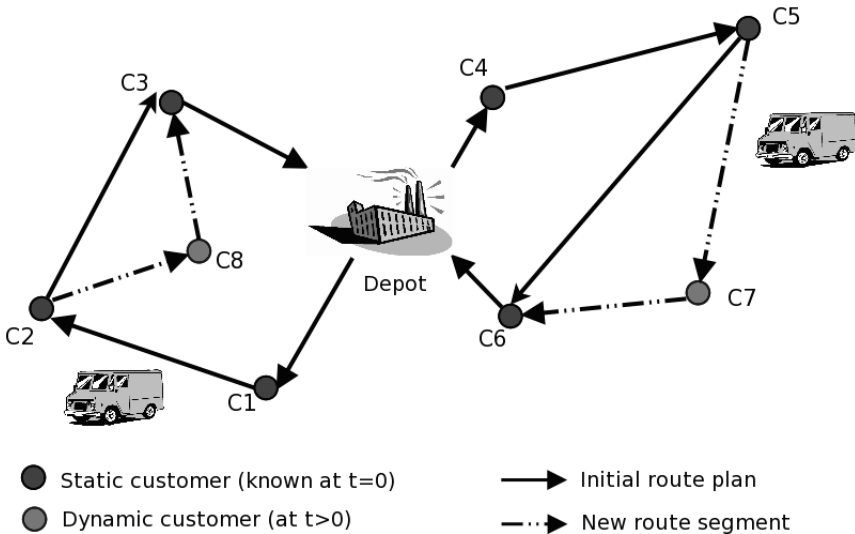 C5
C4
C3
C8
Depot
C7
C2
C6
C1
Static customer (known at t=0)
Initial route plan
Dynamic customer (at t>0)
New route segment